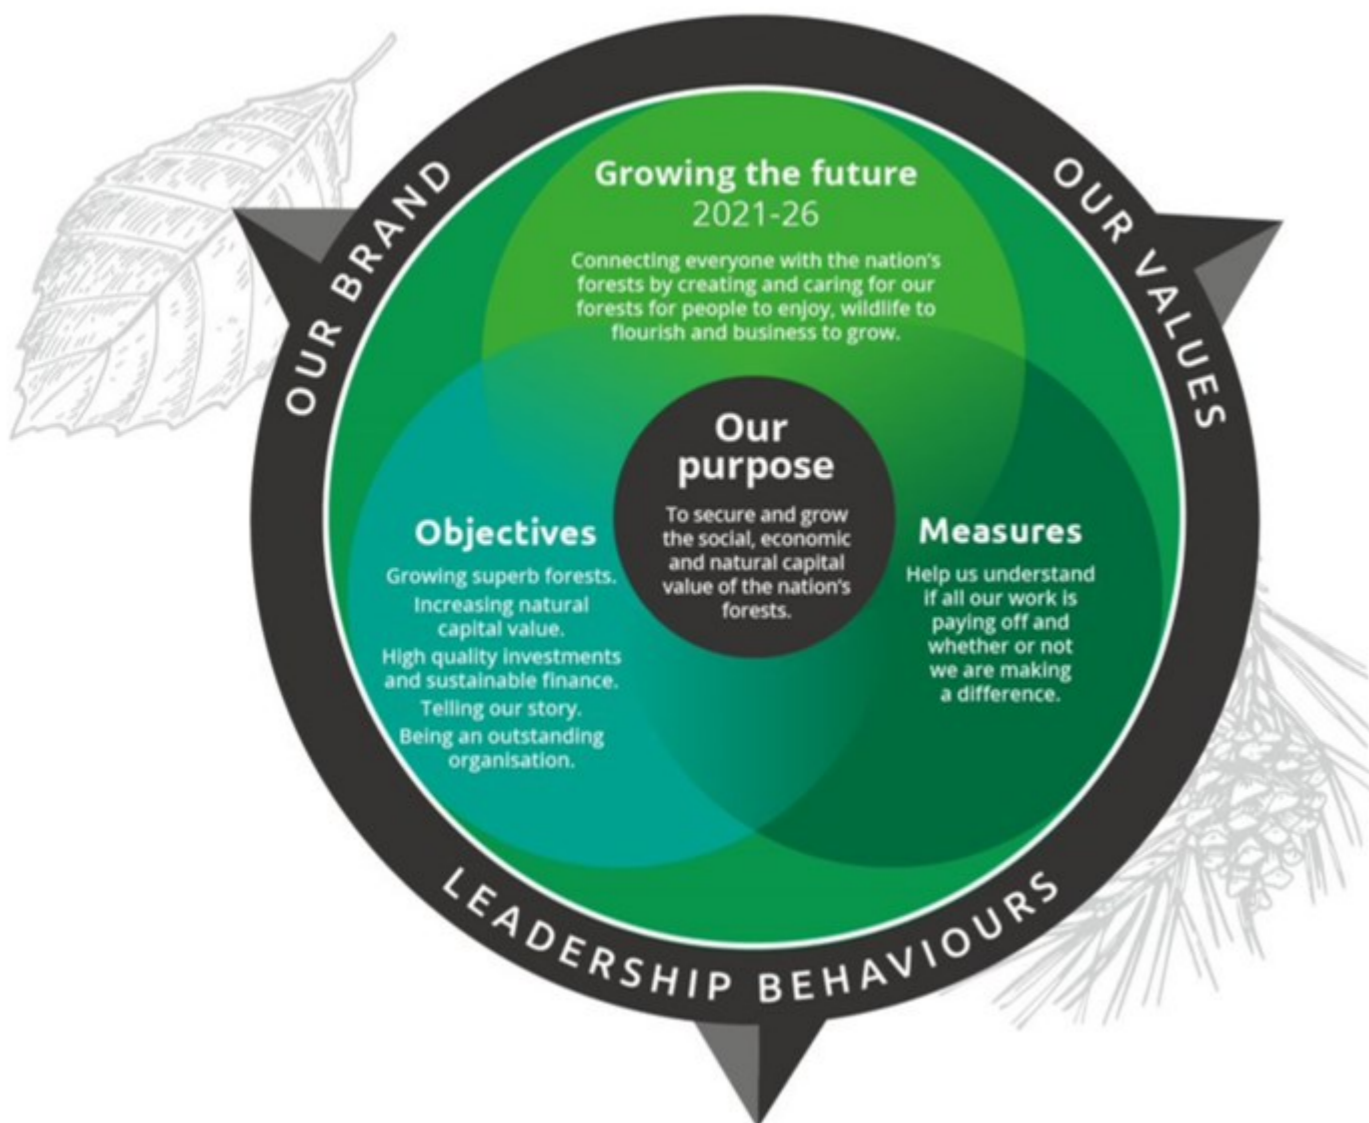 OUR BRAND
OUR VALUES
Growing the future
2021-26
Connecting everyone with the nation's
forests by creating and caring for our
forests for people to enjoy, wildlife to
flourish and business to grow.
Our
purpose
To secure and grow
the social, economic
and natural capital
value of the nation's
forests.
Objectives
Growing superb forests.
Increasing natural
capital value.
High quality investments
and sustainable finance.
Telling our story.
Being an outstanding
organisation.
Measures
Help us understand
if all our work is
paying off and
whether or not
we are making
a difference.
LEADERSHIP BEHAVIOURS